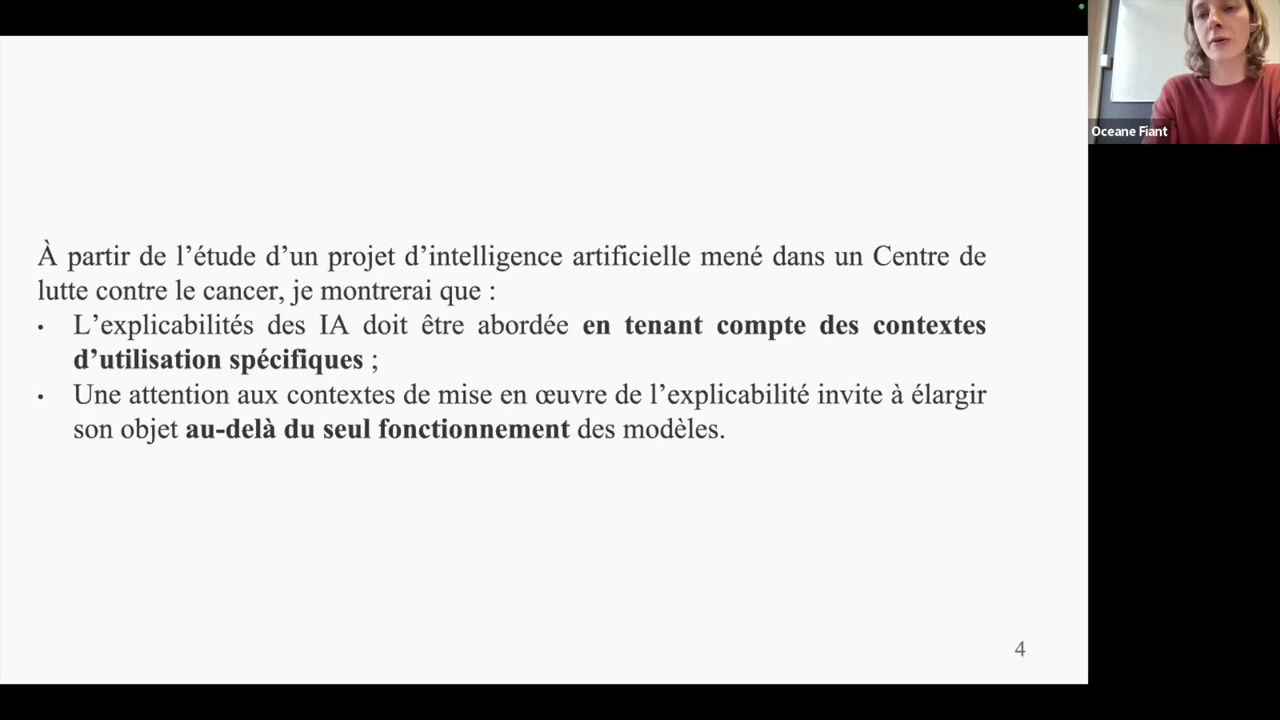 À partir de l’étude d’un projet d’intelligence artificielle mené dans un Centre de
lutte contre le cancer, je montrerai que :
• L’explicabilités des IA doit être abordée en tenant compte des contextes
d’utilisation spécifiques ;
• Une attention aux contextes de mise en œuvre de l’explicabilité invite à élargir
son objet au-delà du seul fonctionnement des modèles.
4
Oceane Fiant